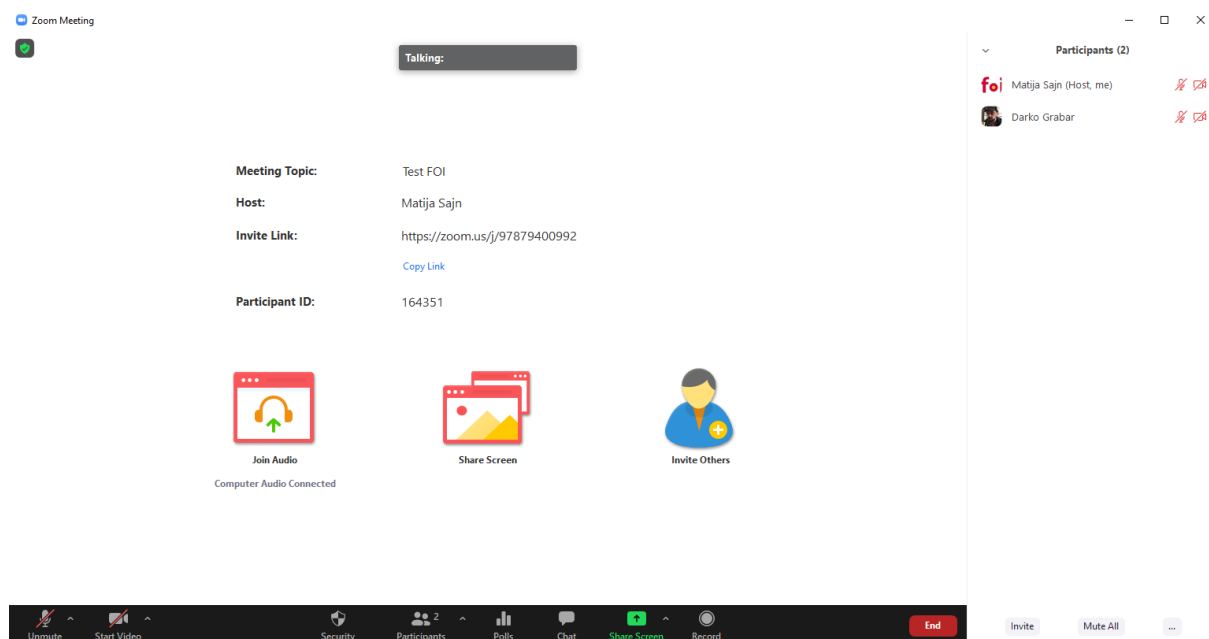 Zoom Meeting
Talking:
Participants (2)
foi Matija Sajn (Host, me)
Darko Grabar
Meeting Topic: Test FOI
Host: Matija Sajn
Invite Link: https://zoom.us/j/97879400992
Copy Link
Participant ID: 164351
Join Audio Share Screen Invite Others
Computer Audio Connected
2
Unmute Start Video Security Participants Polls Chat Share Screen Record End
Invite Mute All ...